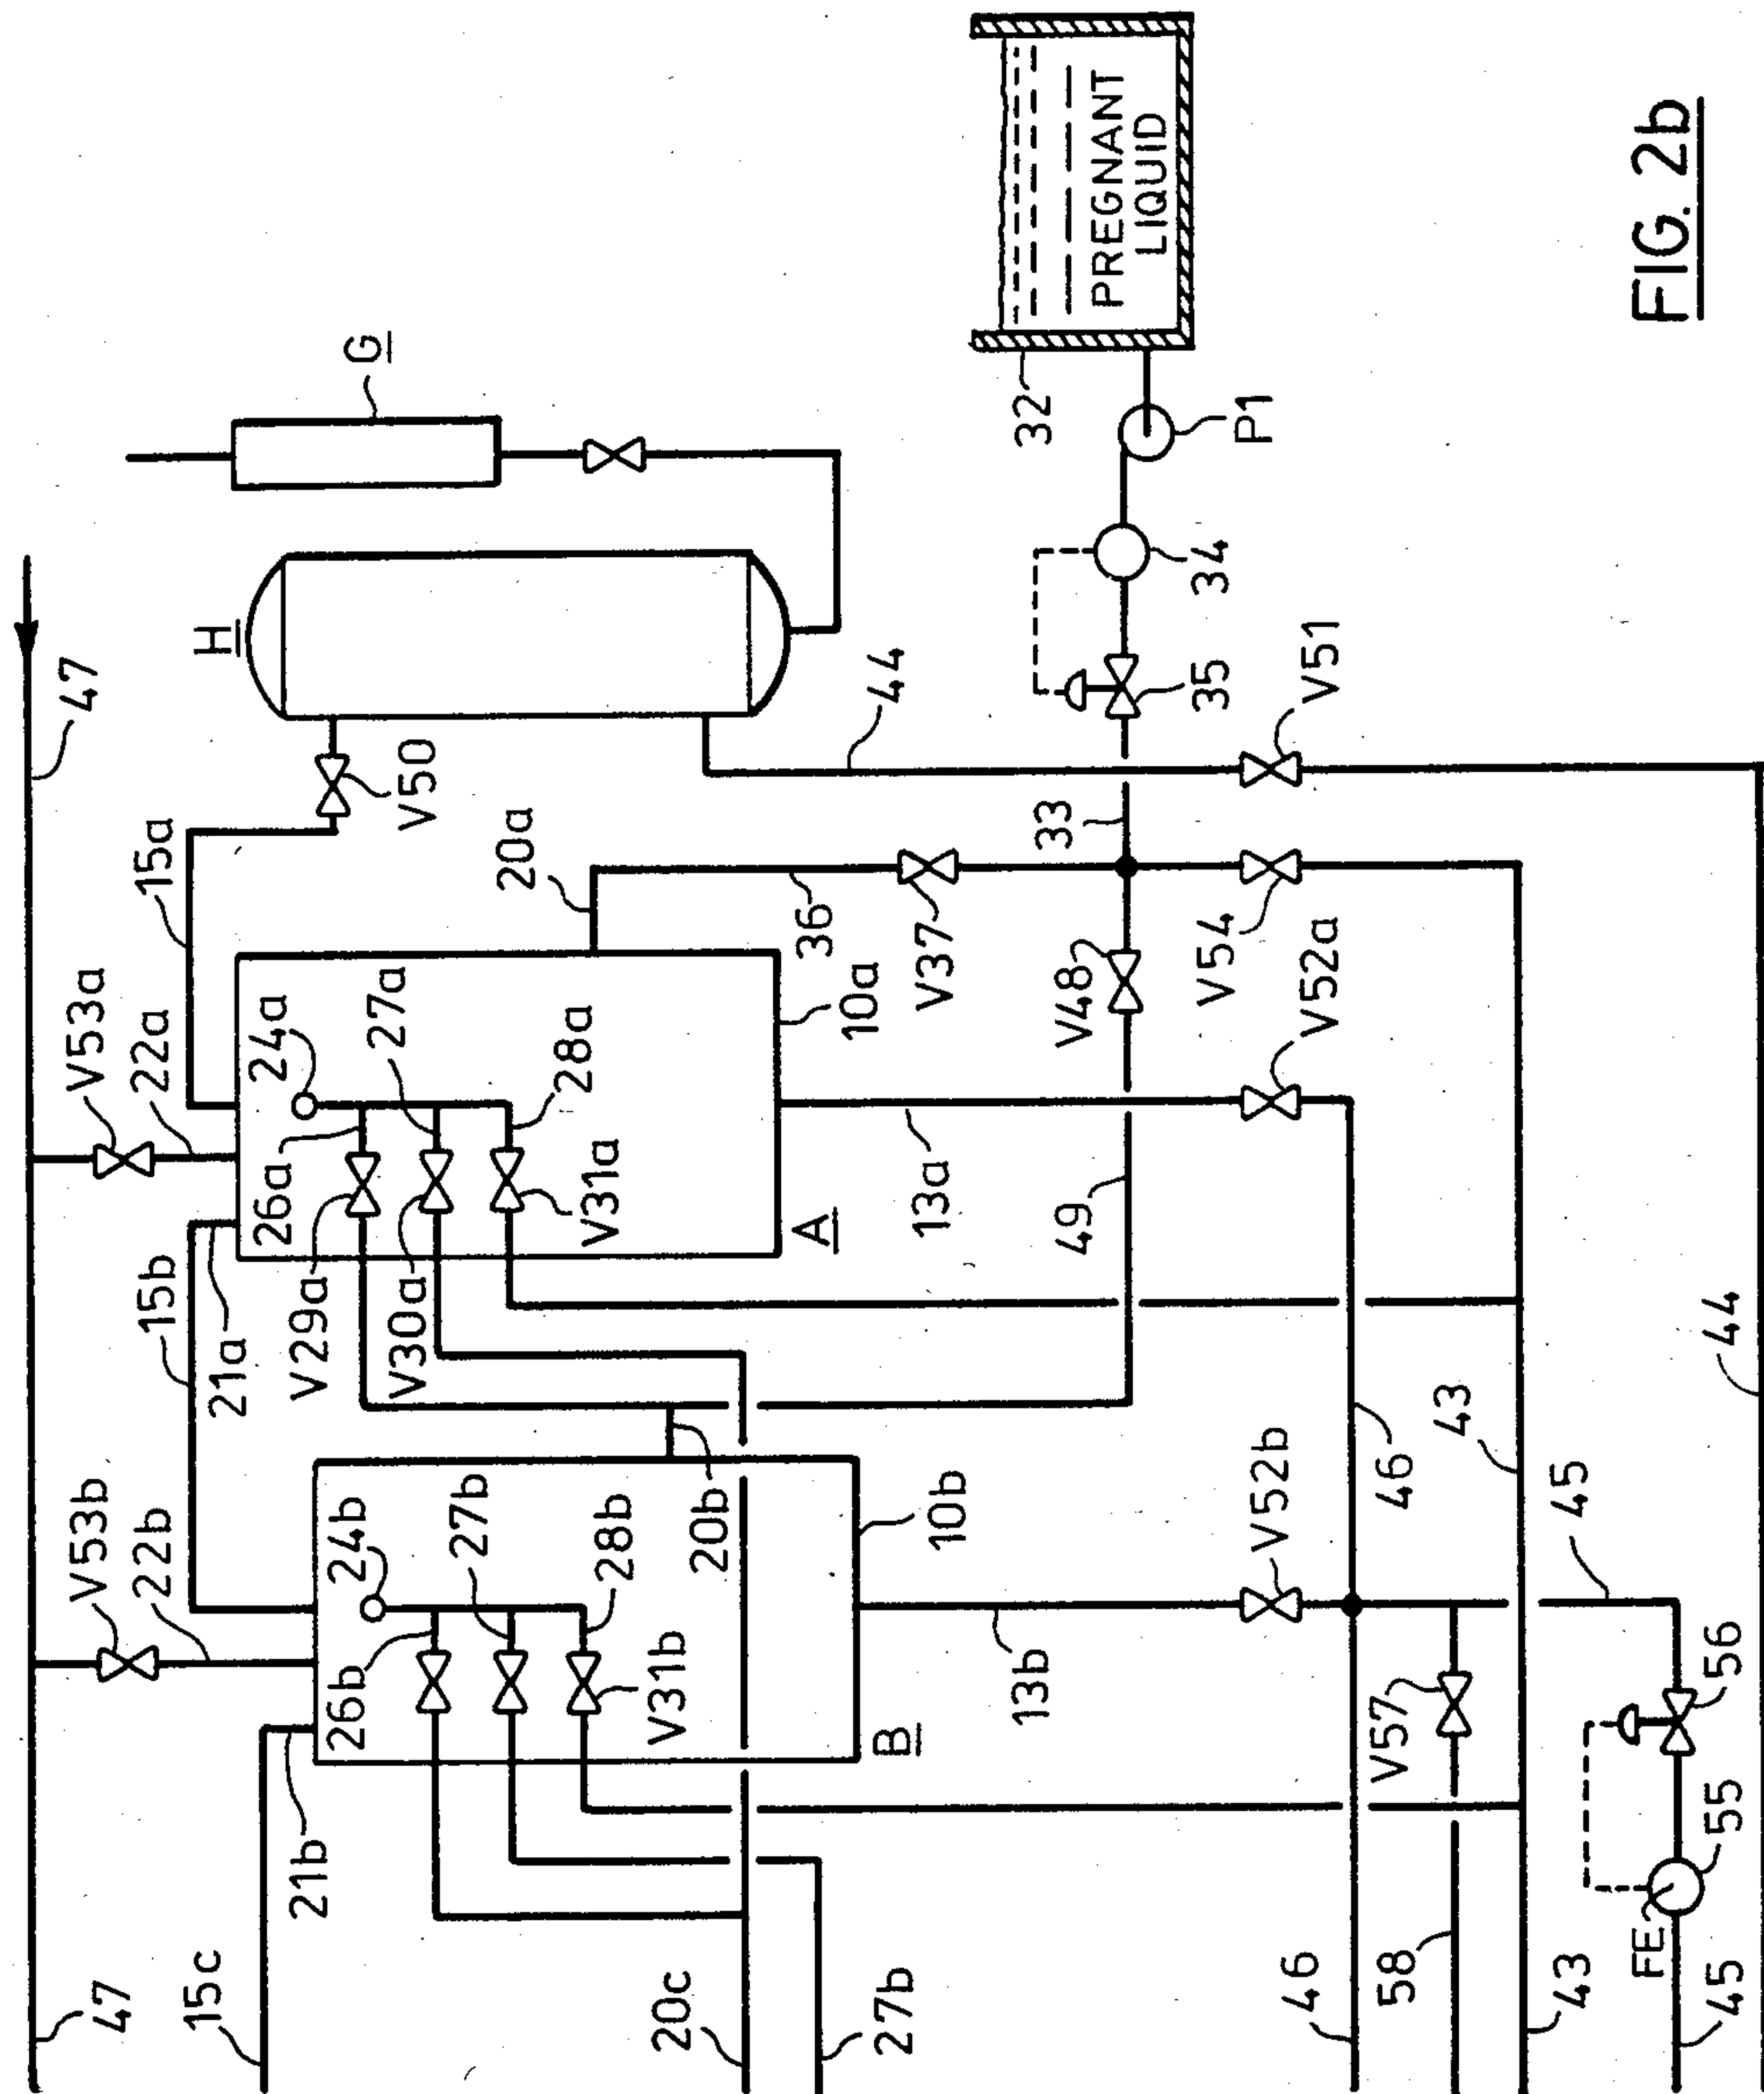 47
V53a
22a
15a
H
G
V50
15b
21a
24a
26a
27a
28a
V29a
V30a
V31a
A
10a
20a
36
V37
13a
49
V48
33
44
V54
V52a
V51
35
34
P1
32
PREGNANT
LIQUID
V53b
22b
24b
26b
27b
28b
V31b
B
20b
10b
21b
15c
47
20c
27b
13b
V52b
46
43
44
45
V57
56
55
FE2
46
58
43
45
FIG. 2b